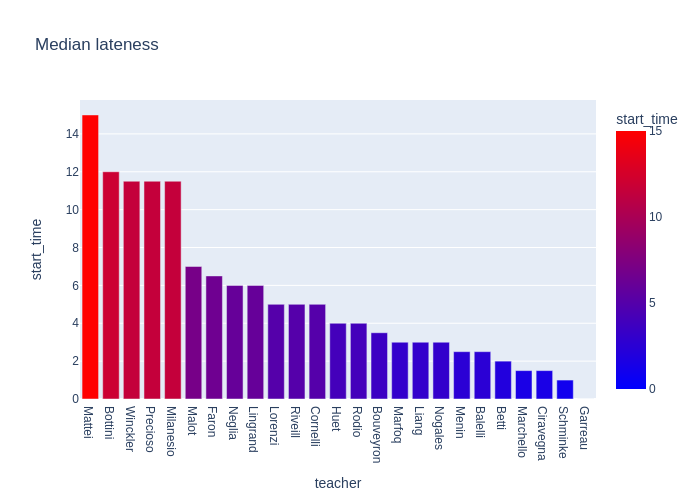 Median lateness
start_time
15
10
5
0
14
12
10
8
6
4
2
0
start_time
Mattei
Bottini
Winckler
Precioso
Milanesio
Malot
Faron
Neglia
Lingrand
Lorenzi
Riveill
Cornelli
Huet
Rodio
Bouveyron
Marfoq
Liang
Nogales
Menin
Balelli
Betti
Marchello
Ciravegna
Schminke
Garreau
teacher